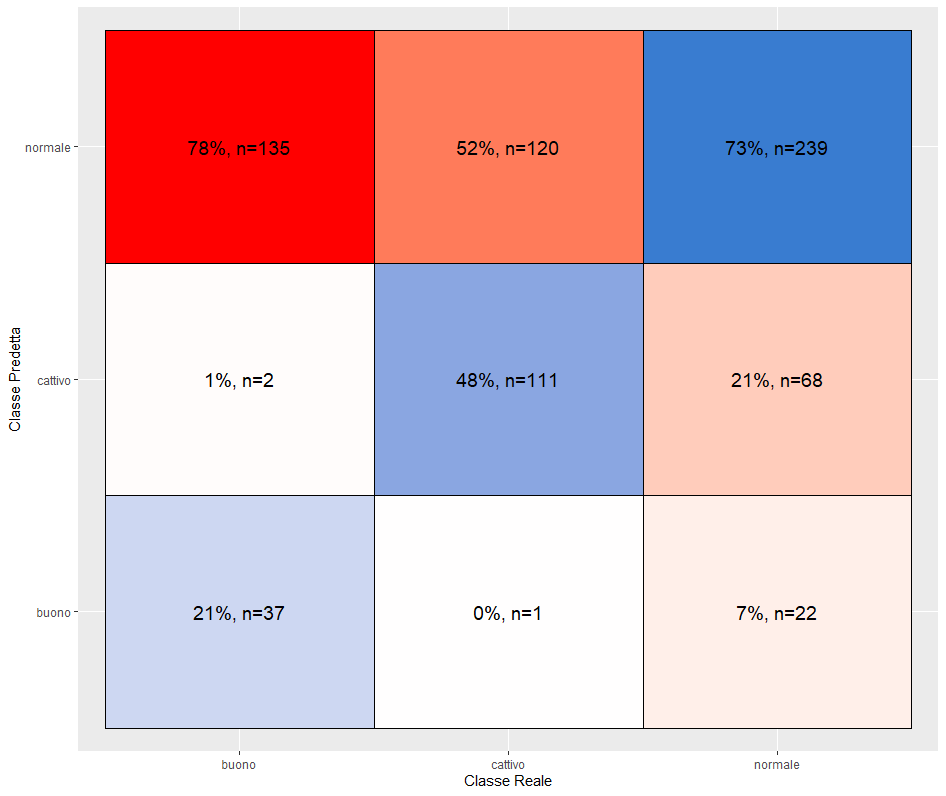 normale
78%, n=135
52%, n=120
73%, n=239
Classe Predetta
cattivo
1%, n=2
48%, n=111
21%, n=68
buono
21%, n=37
0%, n=1
7%, n=22
buono
cattivo
normale
Classe Reale